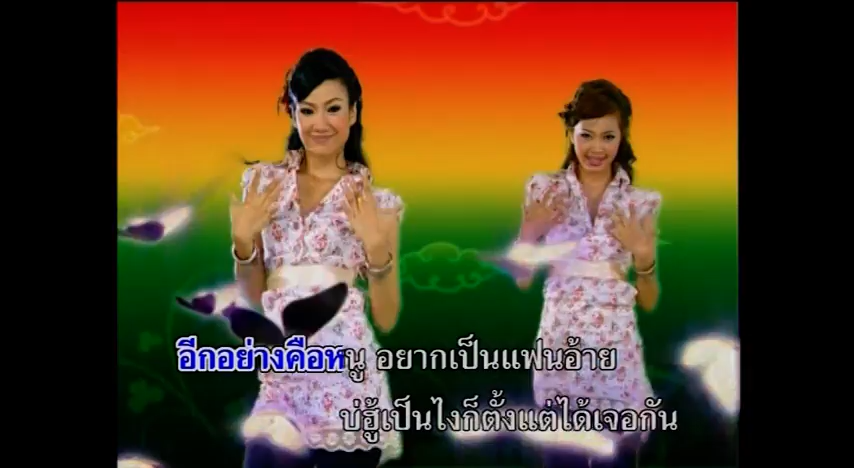 อีกอย่างคือหนู อยากเป็นแฟนอ้าย
บ่ฮู้เป็นไงก็ตั้งแต่ได้เจอกัน